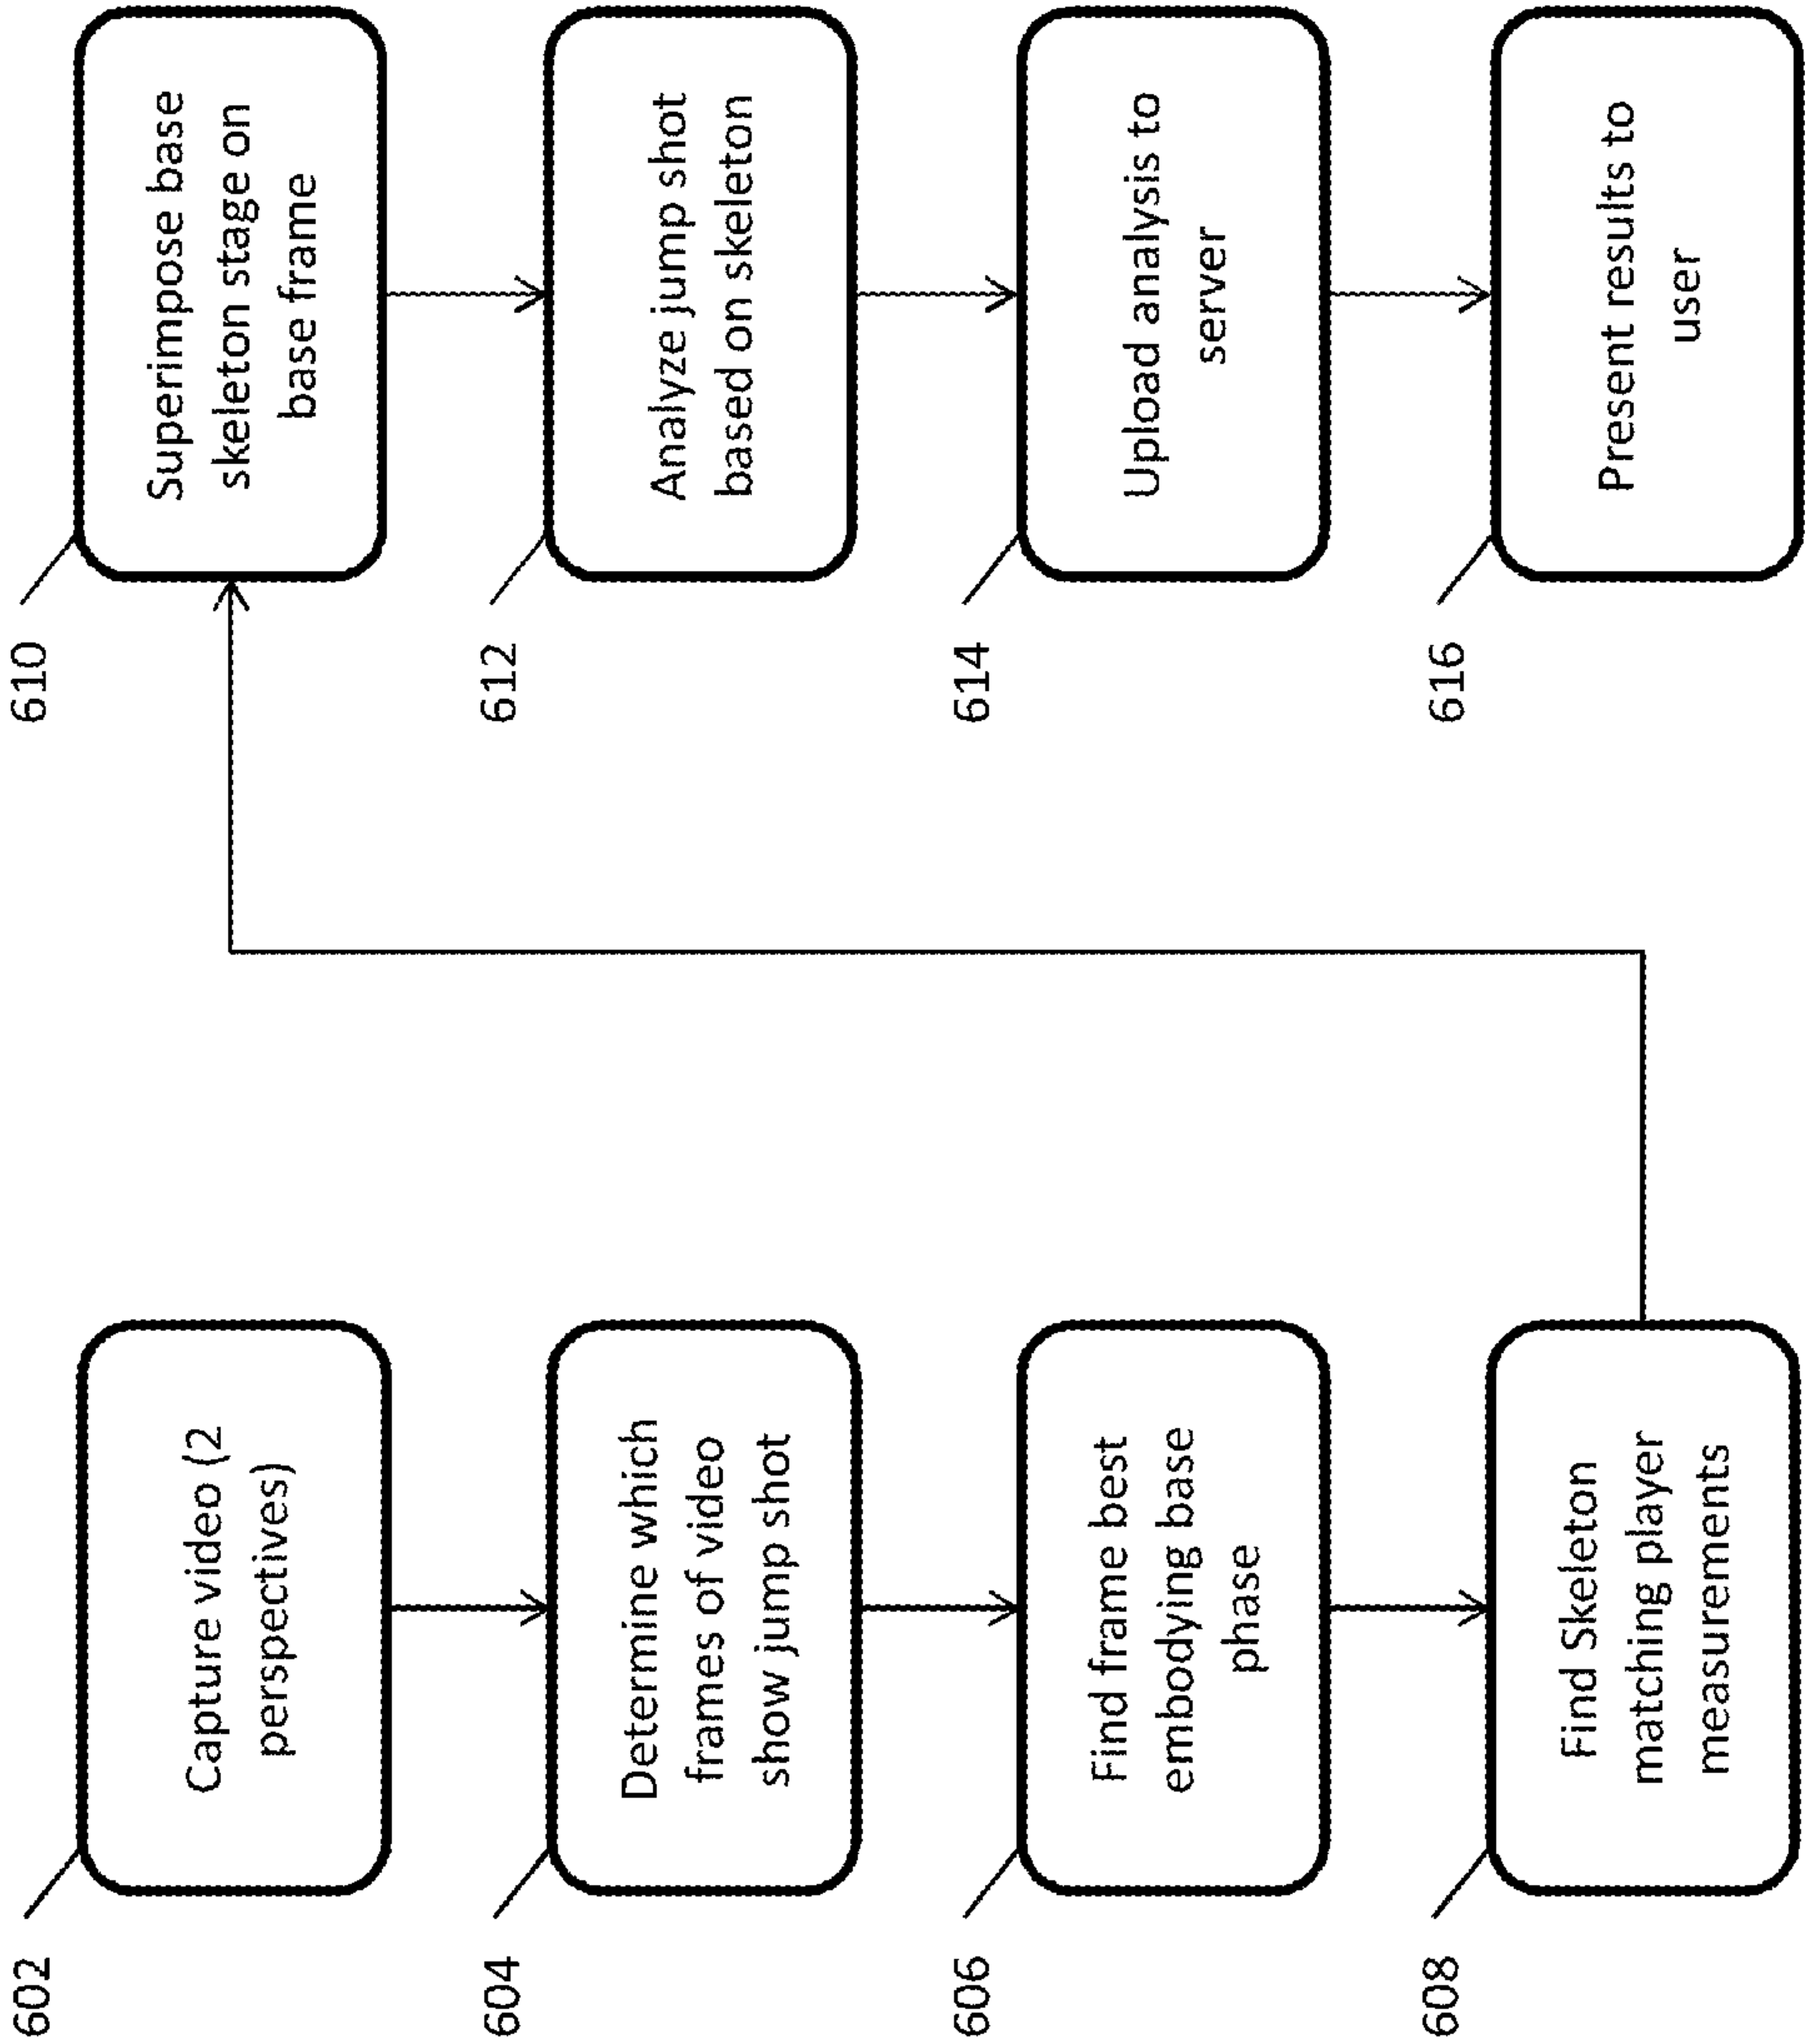 602
Capture video (2
perspectives)
604
Determine which
frames of video
show jump shot
606
Find frame best
embodying base
phase
608
Find Skeleton
matching player
measurements
610
Superimpose base
skeleton stage on
base frame
612
Analyze jump shot
based on skeleton
614
Upload analysis to
server
616
Present results to
user